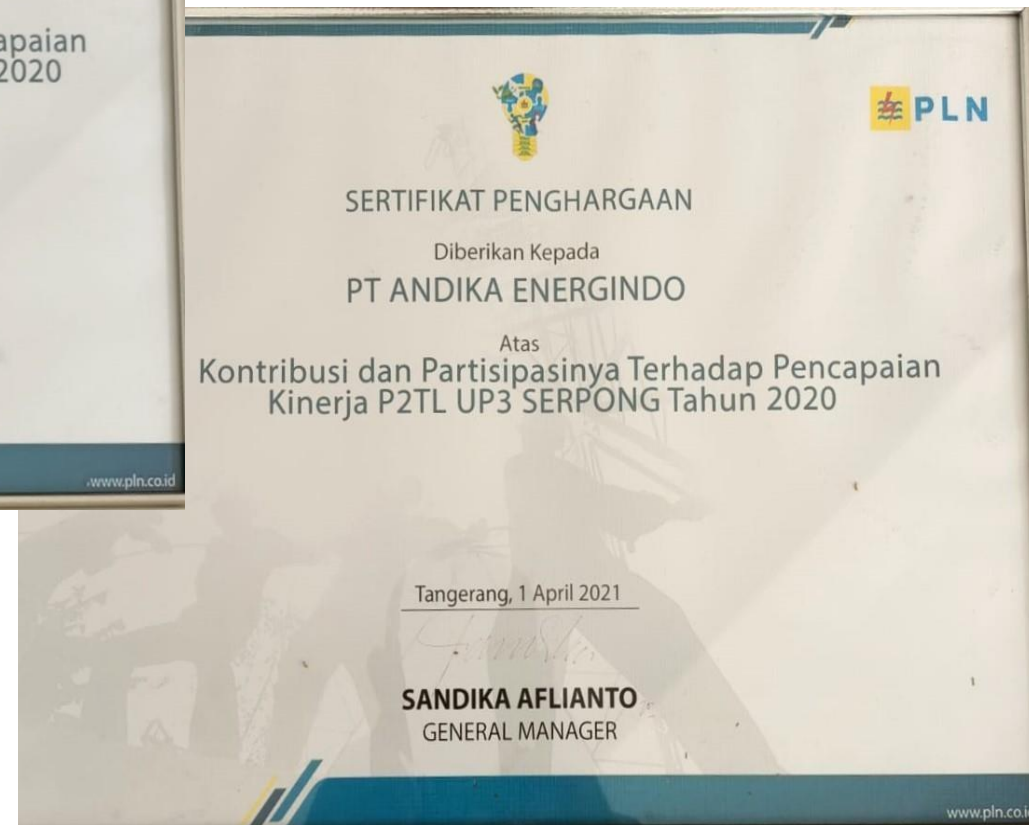 apaian
2020
www.pln.co.id
PLN
SERTIFIKAT PENGHARGAAN
Diberikan Kepada
PT ANDIKA ENERGINDO
Atas
Kontribusi dan Partisipasinya Terhadap Pencapaian
Kinerja P2TL UP3 SERPONG Tahun 2020
Tangerang, 1 April 2021
SANDIKA AFLIANTO
GENERAL MANAGER
www.pln.co.i